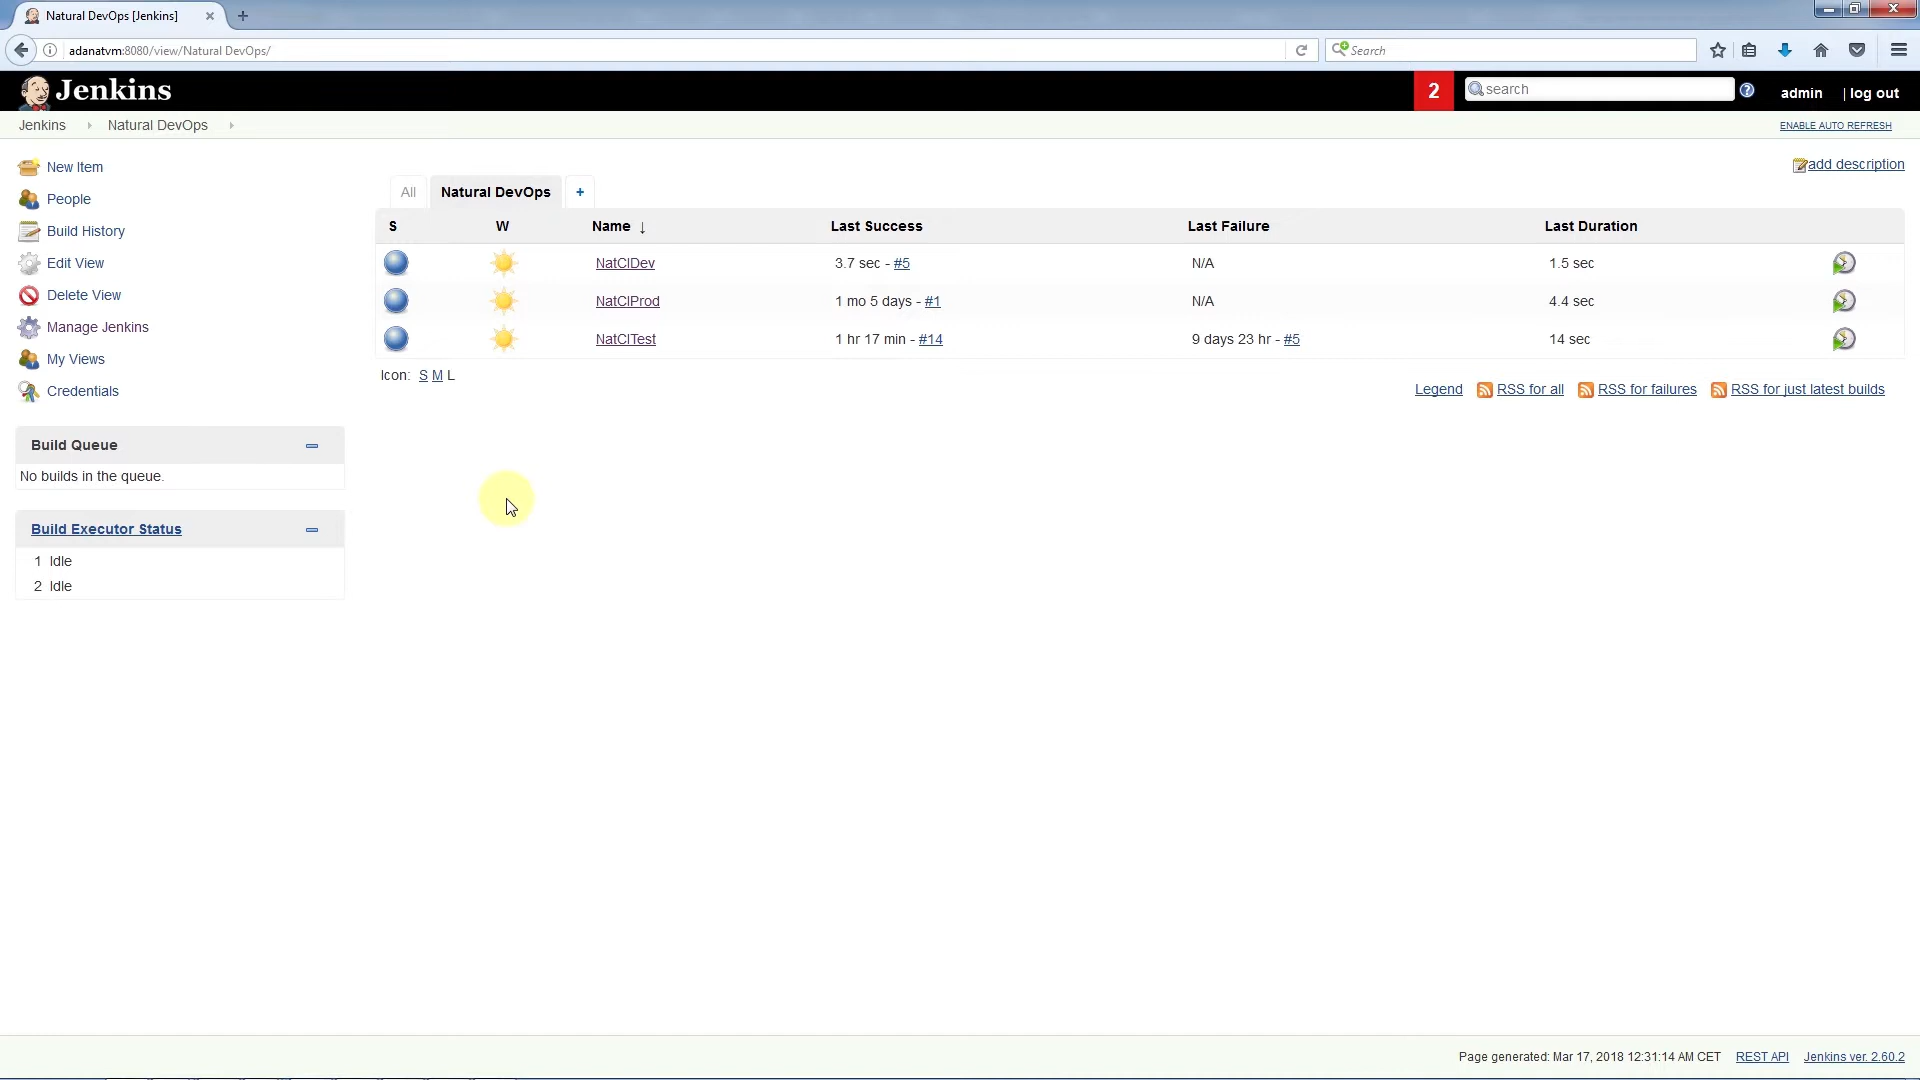 Natural DevOps [Jenkins]
adanatvm:8080/view/Natural DevOps/
Search
Jenkins
2
search
admin
| log out
Jenkins
Natural DevOps
ENABLE AUTO REFRESH
New Item
People
Build History
Edit View
Delete View
Manage Jenkins
My Views
Credentials
add description
All
Natural DevOps
+
S W Name ↓ Last Success Last Failure Last Duration
NatCIDev 3.7 sec - #5 N/A 1.5 sec
NatCIProd 1 mo 5 days - #1 N/A 4.4 sec
NatCITest 1 hr 17 min - #14 9 days 23 hr - #5 14 sec
Icon: S M L
Legend RSS for all RSS for failures RSS for just latest builds
Build Queue
No builds in the queue.
Build Executor Status
1 Idle
2 Idle
Page generated: Mar 17, 2018 12:31:14 AM CET REST API Jenkins ver. 2.60.2